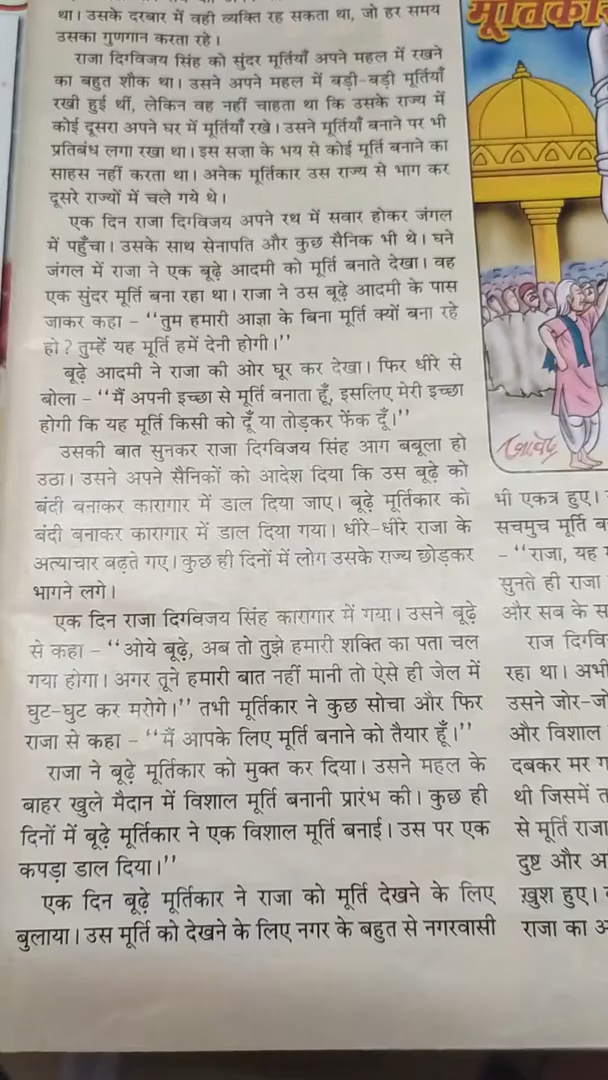 मूर्तिकार
था। उसके दरबार में वही व्यक्ति रह सकता था, जो हर समय
उसका गुणगान करता रहे।
राजा दिग्विजय सिंह को सुंदर मूर्तियाँ अपने महल में रखने
का बहुत शौक था। उसने अपने महल में बड़ी-बड़ी मूर्तियाँ
रखी हुई थीं, लेकिन वह नहीं चाहता था कि उसके राज्य में
कोई दूसरा अपने घर में मूर्तियाँ रखे। उसने मूर्तियाँ बनाने पर भी
प्रतिबंध लगा रखा था। इस सज़ा के भय से कोई मूर्ति बनाने का
साहस नहीं करता था। अनेक मूर्तिकार उस राज्य से भाग कर
दूसरे राज्यों में चले गये थे।
एक दिन राजा दिग्विजय अपने रथ में सवार होकर जंगल
में पहुँचा। उसके साथ सेनापति और कुछ सैनिक भी थे। घने
जंगल में राजा ने एक बूढ़े आदमी को मूर्ति बनाते देखा। वह
एक सुंदर मूर्ति बना रहा था। राजा ने उस बूढ़े आदमी के पास
जाकर कहा – ‘‘तुम हमारी आज्ञा के बिना मूर्ति क्यों बना रहे
हो? तुम्हें यह मूर्ति हमें देनी होगी।’’
बूढ़े आदमी ने राजा की ओर घूर कर देखा। फिर धीरे से
बोला – ‘‘मैं अपनी इच्छा से मूर्ति बनाता हूँ, इसलिए मेरी इच्छा
होगी कि यह मूर्ति किसी को दूँ या तोड़कर फेंक दूँ।’’
उसकी बात सुनकर राजा दिग्विजय सिंह आग बबूला हो
उठा। उसने अपने सैनिकों को आदेश दिया कि उस बूढ़े को
बंदी बनाकर कारागार में डाल दिया जाए। बूढ़े मूर्तिकार को
बंदी बनाकर कारागार में डाल दिया गया। धीरे-धीरे राजा के
अत्याचार बढ़ते गए। कुछ ही दिनों में लोग उसके राज्य छोड़कर
भागने लगे।
एक दिन राजा दिग्विजय सिंह कारागार में गया। उसने बूढ़े
से कहा – ‘‘ओये बूढ़े, अब तो तुझे हमारी शक्ति का पता चल
गया होगा। अगर तूने हमारी बात नहीं मानी तो ऐसे ही जेल में
घुट-घुट कर मरोगे।’’ तभी मूर्तिकार ने कुछ सोचा और फिर
राजा से कहा – ‘‘मैं आपके लिए मूर्ति बनाने को तैयार हूँ।’’
राजा ने बूढ़े मूर्तिकार को मुक्त कर दिया। उसने महल के
बाहर खुले मैदान में विशाल मूर्ति बनानी प्रारंभ की। कुछ ही
दिनों में बूढ़े मूर्तिकार ने एक विशाल मूर्ति बनाई। उस पर एक
कपड़ा डाल दिया।’’
एक दिन बूढ़े मूर्तिकार ने राजा को मूर्ति देखने के लिए
बुलाया। उस मूर्ति को देखने के लिए नगर के बहुत से नगरवासी
भी एकत्र हुए।
सचमुच मूर्ति
– ‘‘राजा, यह
सुनते ही राजा
और सब के
राज
रहा था। अभी
उसने
और विशाल
दबकर मर
थी जिसमें
से मूर्ति राजा
दुष्ट और
ख़ुश हुए।
राजा का